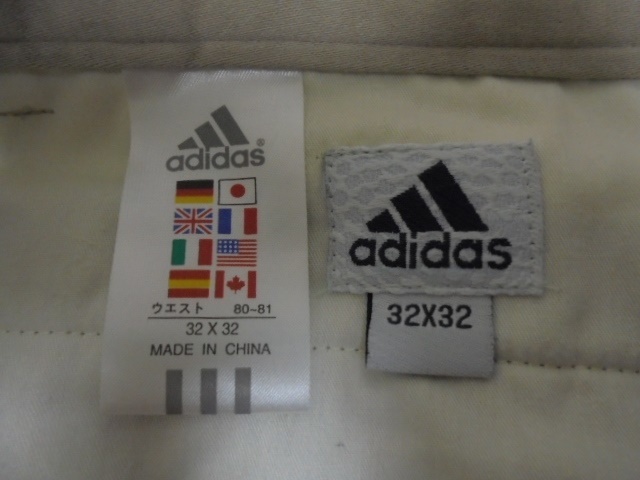 adidas®
ウエスト 80~81
32 X 32
MADE IN CHINA
adidas
32X32